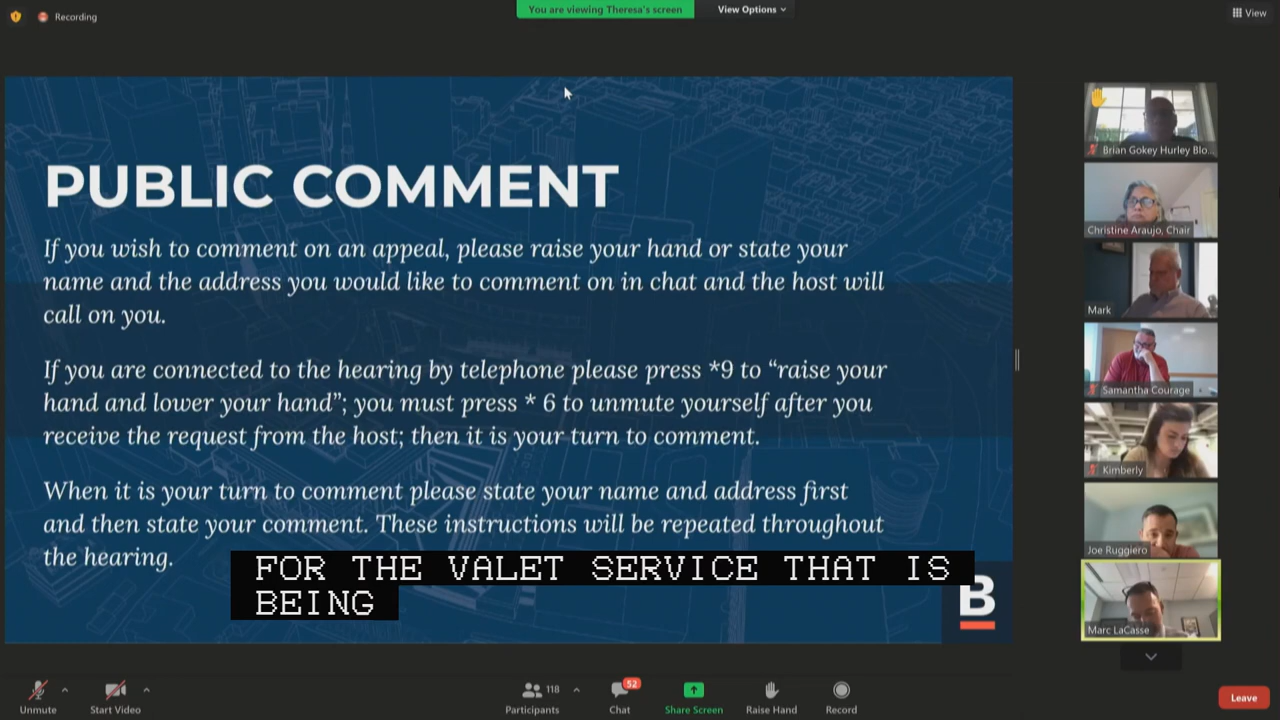 Recording
You are viewing Theresa's screen
View Options
View
PUBLIC COMMENT
If you wish to comment on an appeal, please raise your hand or state your
name and the address you would like to comment on in chat and the host will
call on you.
If you are connected to the hearing by telephone please press *9 to “raise your
hand and lower your hand”; you must press * 6 to unmute yourself after you
receive the request from the host; then it is your turn to comment.
When it is your turn to comment please state your name and address first
and then state your comment. These instructions will be repeated throughout
the hearing.
FOR THE VALET SERVICE THAT IS
BEING
B
Brian Gokey Hurley Blo...
Christine Araujo, Chair
Mark
Samantha Courage
Kimberly
Joe Ruggiero
Marc LaCasse
Unmute
Start Video
118
Participants
52
Chat
Share Screen
Raise Hand
Record
Leave